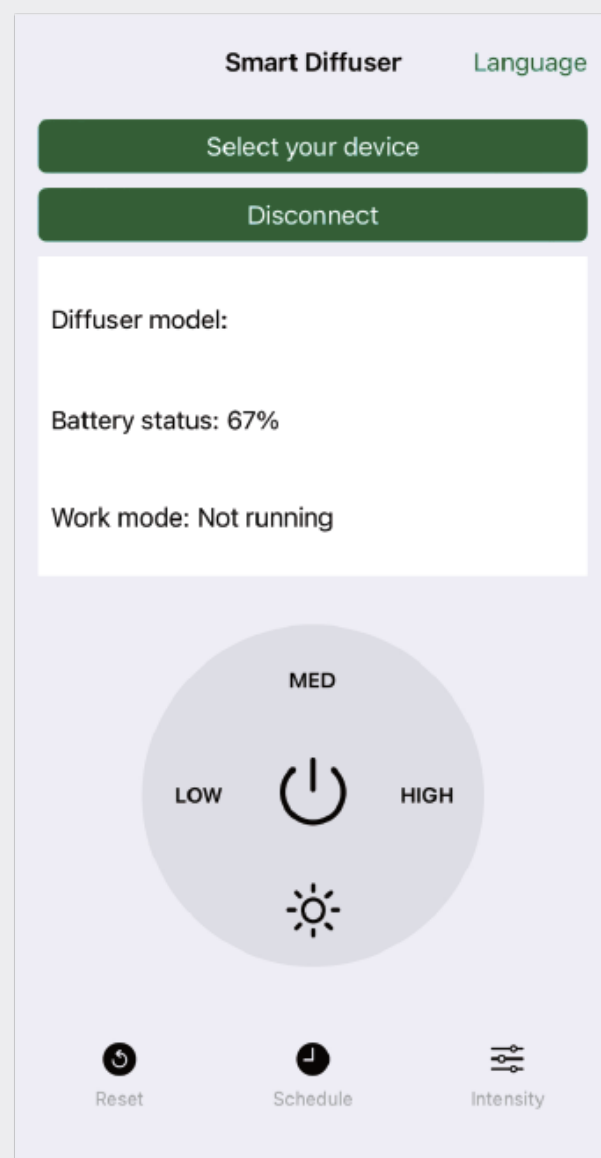 Smart Diffuser Language
Select your device
Disconnect
Diffuser model:
Battery status: 67%
Work mode: Not running
MED
LOW HIGH
Reset Schedule Intensity